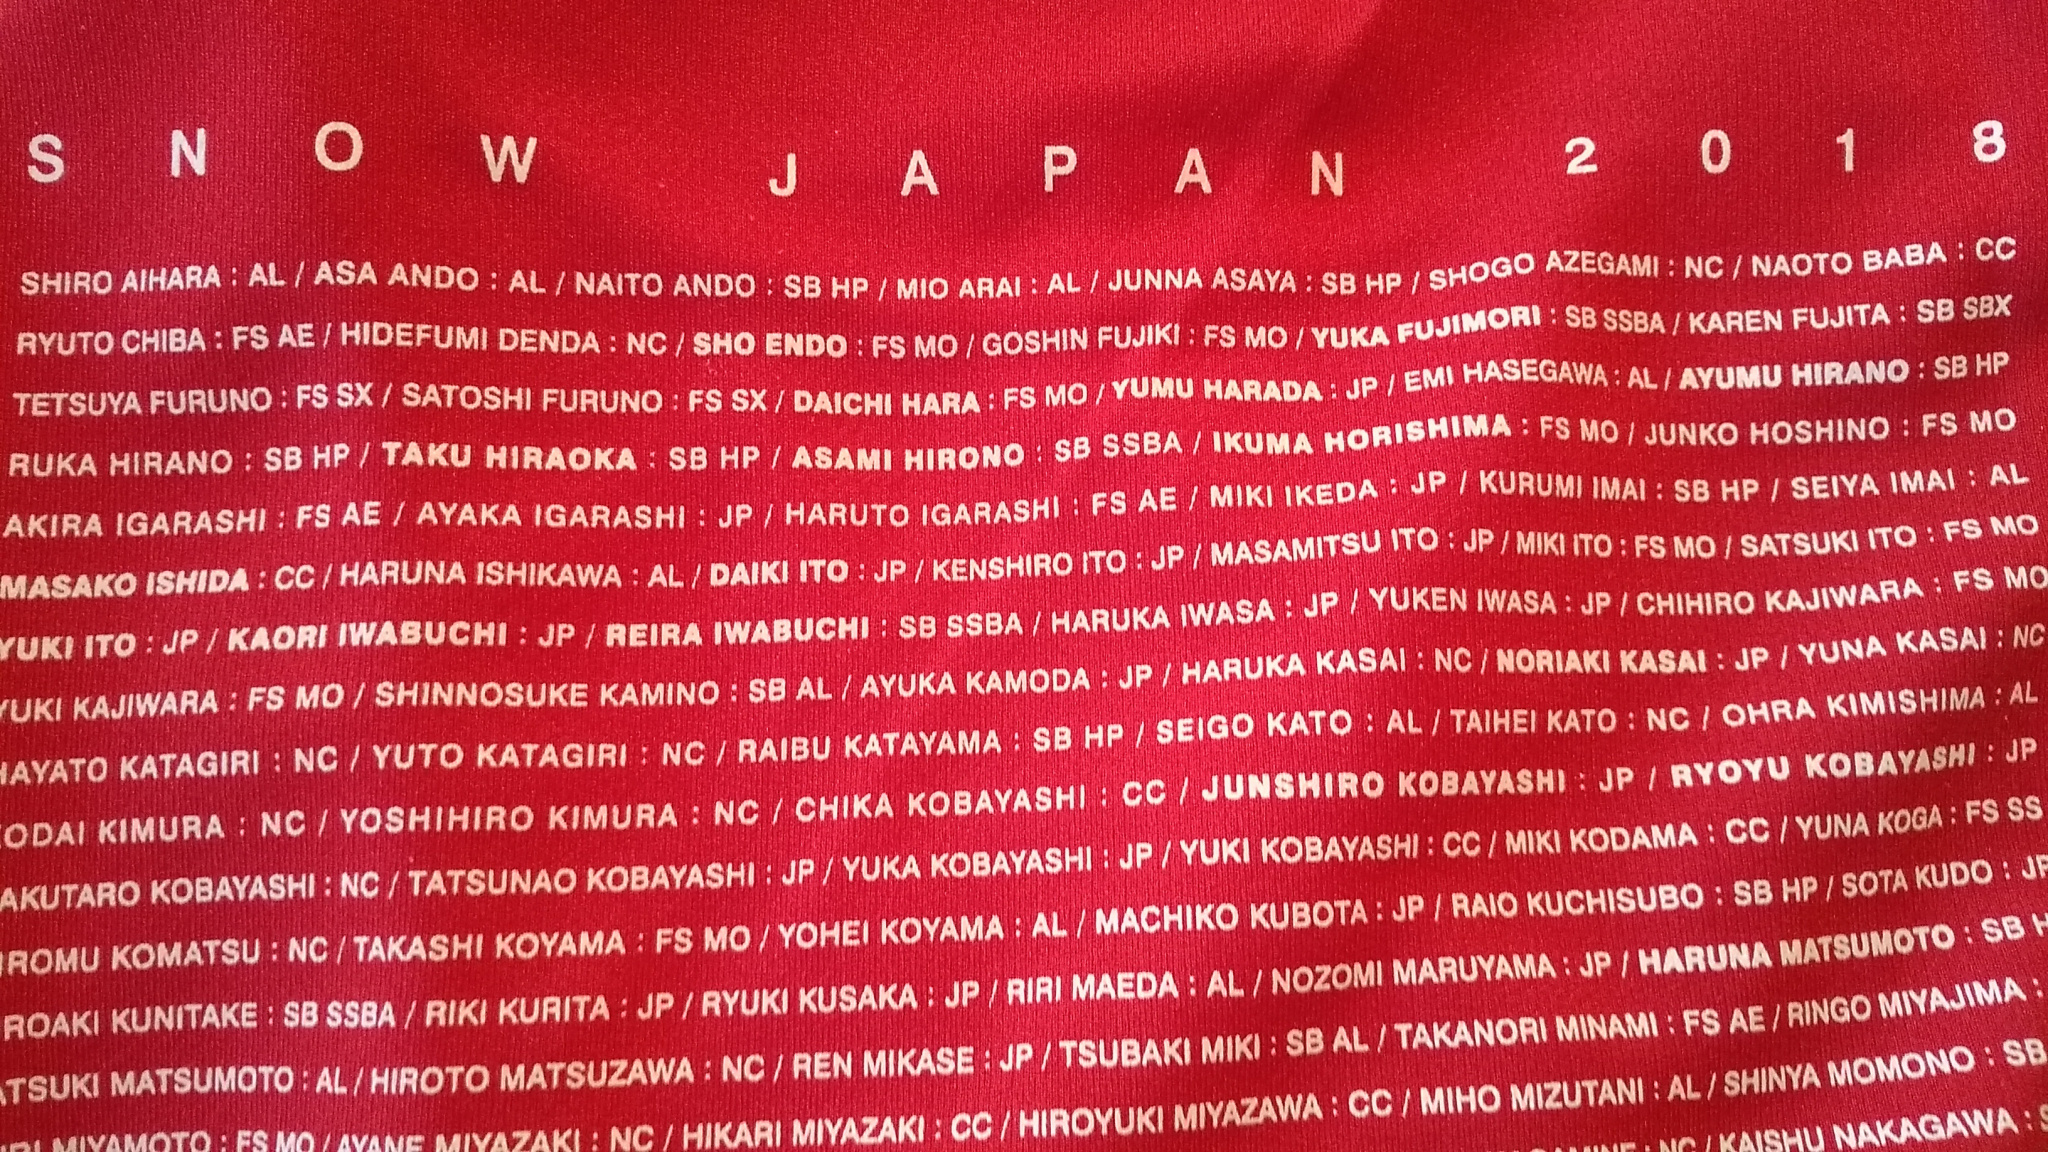 SNOW JAPAN 2018
SHIRO AIHARA : AL / ASA ANDO : AL / NAITO ANDO : SB HP / MIO ARAI : AL / JUNNA ASAYA : SB HP / SHOGO AZEGAMI : NC / NAOTO BABA : CC
RYUTO CHIBA : FS AE / HIDEFUMI DENDA : NC / SHO ENDO : FS MO / GOSHIN FUJIKI : FS MO / YUKA FUJIMORI : SB SSBA / KAREN FUJITA : SB SBX
TETSUYA FURUNO : FS SX / SATOSHI FURUNO : FS SX / DAICHI HARA : FS MO / YUMU HARADA : JP / EMI HASEGAWA : AL / AYUMU HIRANO : SB HP
RUKA HIRANO : SB HP / TAKU HIRAOKA : SB HP / ASAMI HIRONO : SB SSBA / IKUMA HORISHIMA : FS MO / JUNKO HOSHINO : FS MO
AKIRA IGARASHI : FS AE / AYAKA IGARASHI : JP / HARUTO IGARASHI : FS AE / MIKI IKEDA : JP / KURUMI IMAI : SB HP / SEIYA IMAI : AL
MASAKO ISHIDA : CC / HARUNA ISHIKAWA : AL / DAIKI ITO : JP / KENSHIRO ITO : JP / MASAMITSU ITO : JP / MIKI ITO : FS MO / SATSUKI ITO : FS MO
YUKI ITO : JP / KAORI IWABUCHI : JP / REIRA IWABUCHI : SB SSBA / HARUKA IWASA : JP / YUKEN IWASA : JP / CHIHIRO KAJIWARA : FS MO
YUKI KAJIWARA : FS MO / SHINNOSUKE KAMINO : SB AL / AYUKA KAMODA : JP / HARUKA KASAI : NC / NORIAKI KASAI : JP / YUNA KASAI : NC
HAYATO KATAGIRI : NC / YUTO KATAGIRI : NC / RAIBU KATAYAMA : SB HP / SEIGO KATO : AL / TAIHEI KATO : NC / OHRA KIMISHIMA : AL
ODAI KIMURA : NC / YOSHIHIRO KIMURA : NC / CHIKA KOBAYASHI : CC / JUNSHIRO KOBAYASHI : JP / RYOYU KOBAYASHI : JP
AKUTARO KOBAYASHI : NC / TATSUNAO KOBAYASHI : JP / YUKA KOBAYASHI : JP / YUKI KOBAYASHI : CC / MIKI KODAMA : CC / YUNA KOGA : FS SS
ROMU KOMATSU : NC / TAKASHI KOYAMA : FS MO / YOHEI KOYAMA : AL / MACHIKO KUBOTA : JP / RAIO KUCHISUBO : SB HP / SOTA KUDO : JP
ROAKI KUNITAKE : SB SSBA / RIKI KURITA : JP / RYUKI KUSAKA : JP / RIRI MAEDA : AL / NOZOMI MARUYAMA : JP / HARUNA MATSUMOTO : SB H
ATSUKI MATSUMOTO : AL / HIROTO MATSUZAWA : NC / REN MIKASE : JP / TSUBAKI MIKI : SB AL / TAKANORI MINAMI : FS AE / RINGO MIYAJIMA :
MIYAMOTO : FS MO / AYANE MIYAZAKI : NC / HIKARI MIYAZAKI : CC / HIROYUKI MIYAZAWA : CC / MIHO MIZUTANI : AL / SHINYA MOMONO : SB
: NC / KAISHU NAKAGAWA :